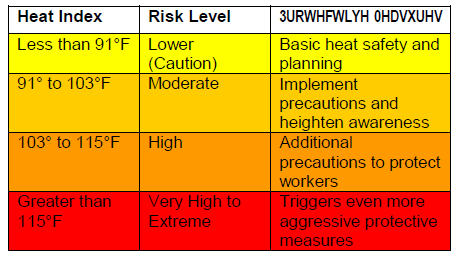 Heat Index Risk Level 3URWHFWLYH 0HDVXUHV
Less than 91°F Lower Basic heat safety and
(Caution) planning
91° to 103°F Moderate Implement
precautions and
heighten awareness
103° to 115°F High Additional
precautions to protect
workers
Greater than Very High to Triggers even more
115°F Extreme aggressive protective
measures